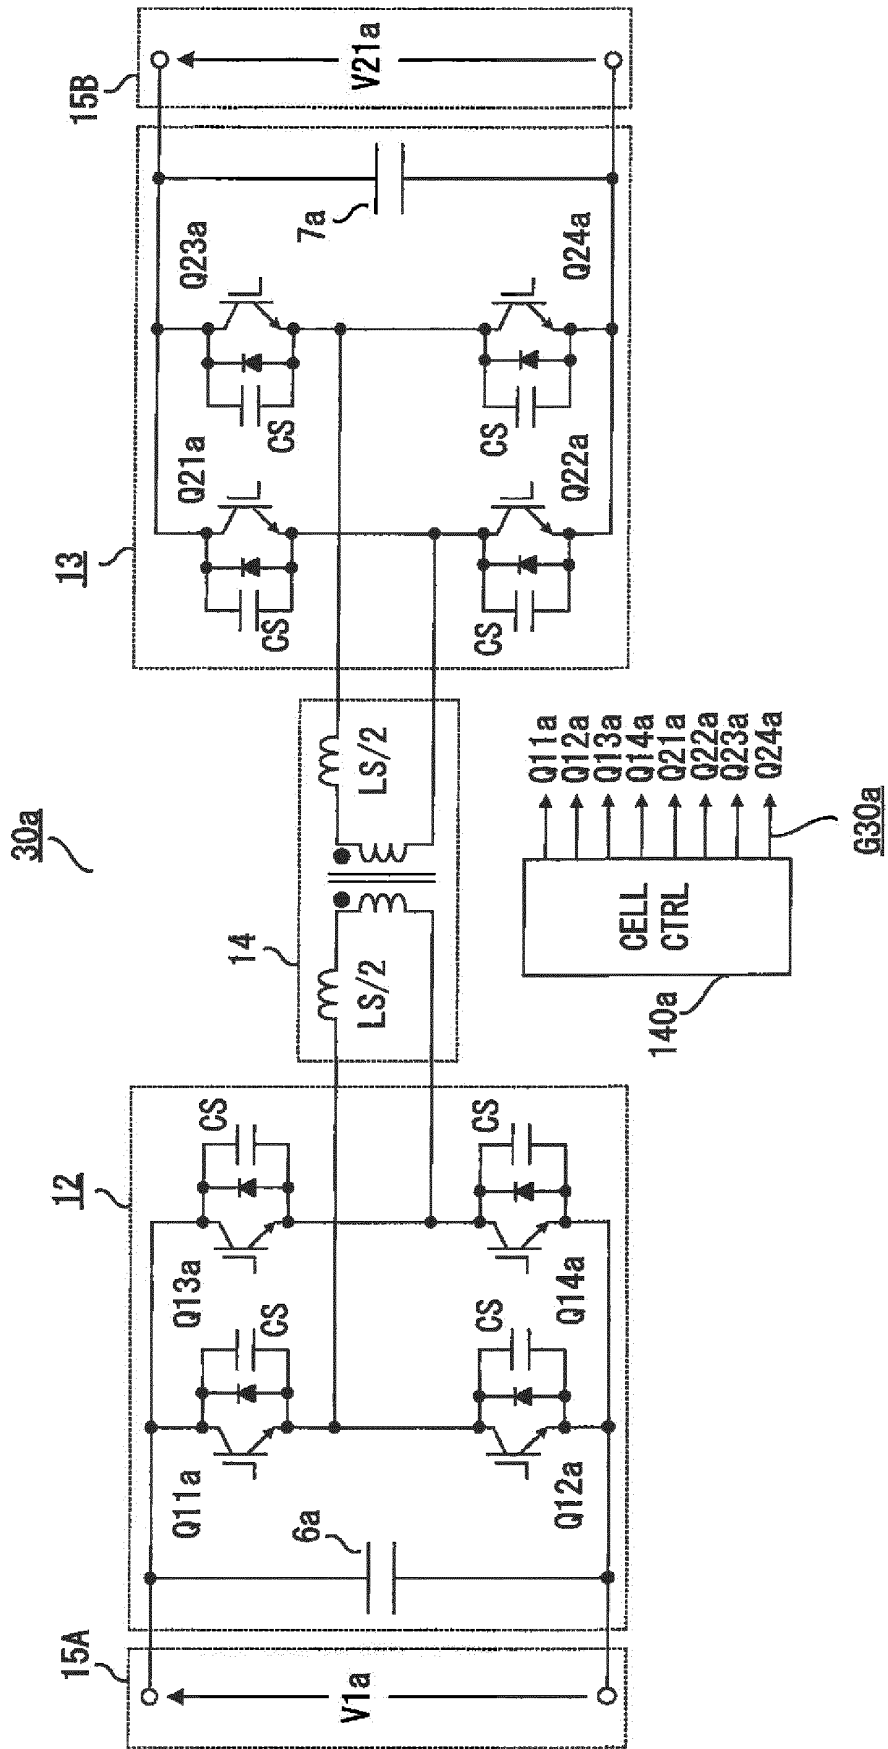 30a
15A
V1a
6a
12
Q11a
CS
Q13a
CS
Q12a
CS
Q14a
CS
14
LS/2
LS/2
13
Q21a
CS
Q23a
CS
Q22a
CS
Q24a
CS
7a
15B
V21a
140a
CELL
CTRL
Q11a
Q12a
Q13a
Q14a
Q21a
Q22a
Q23a
Q24a
G30a